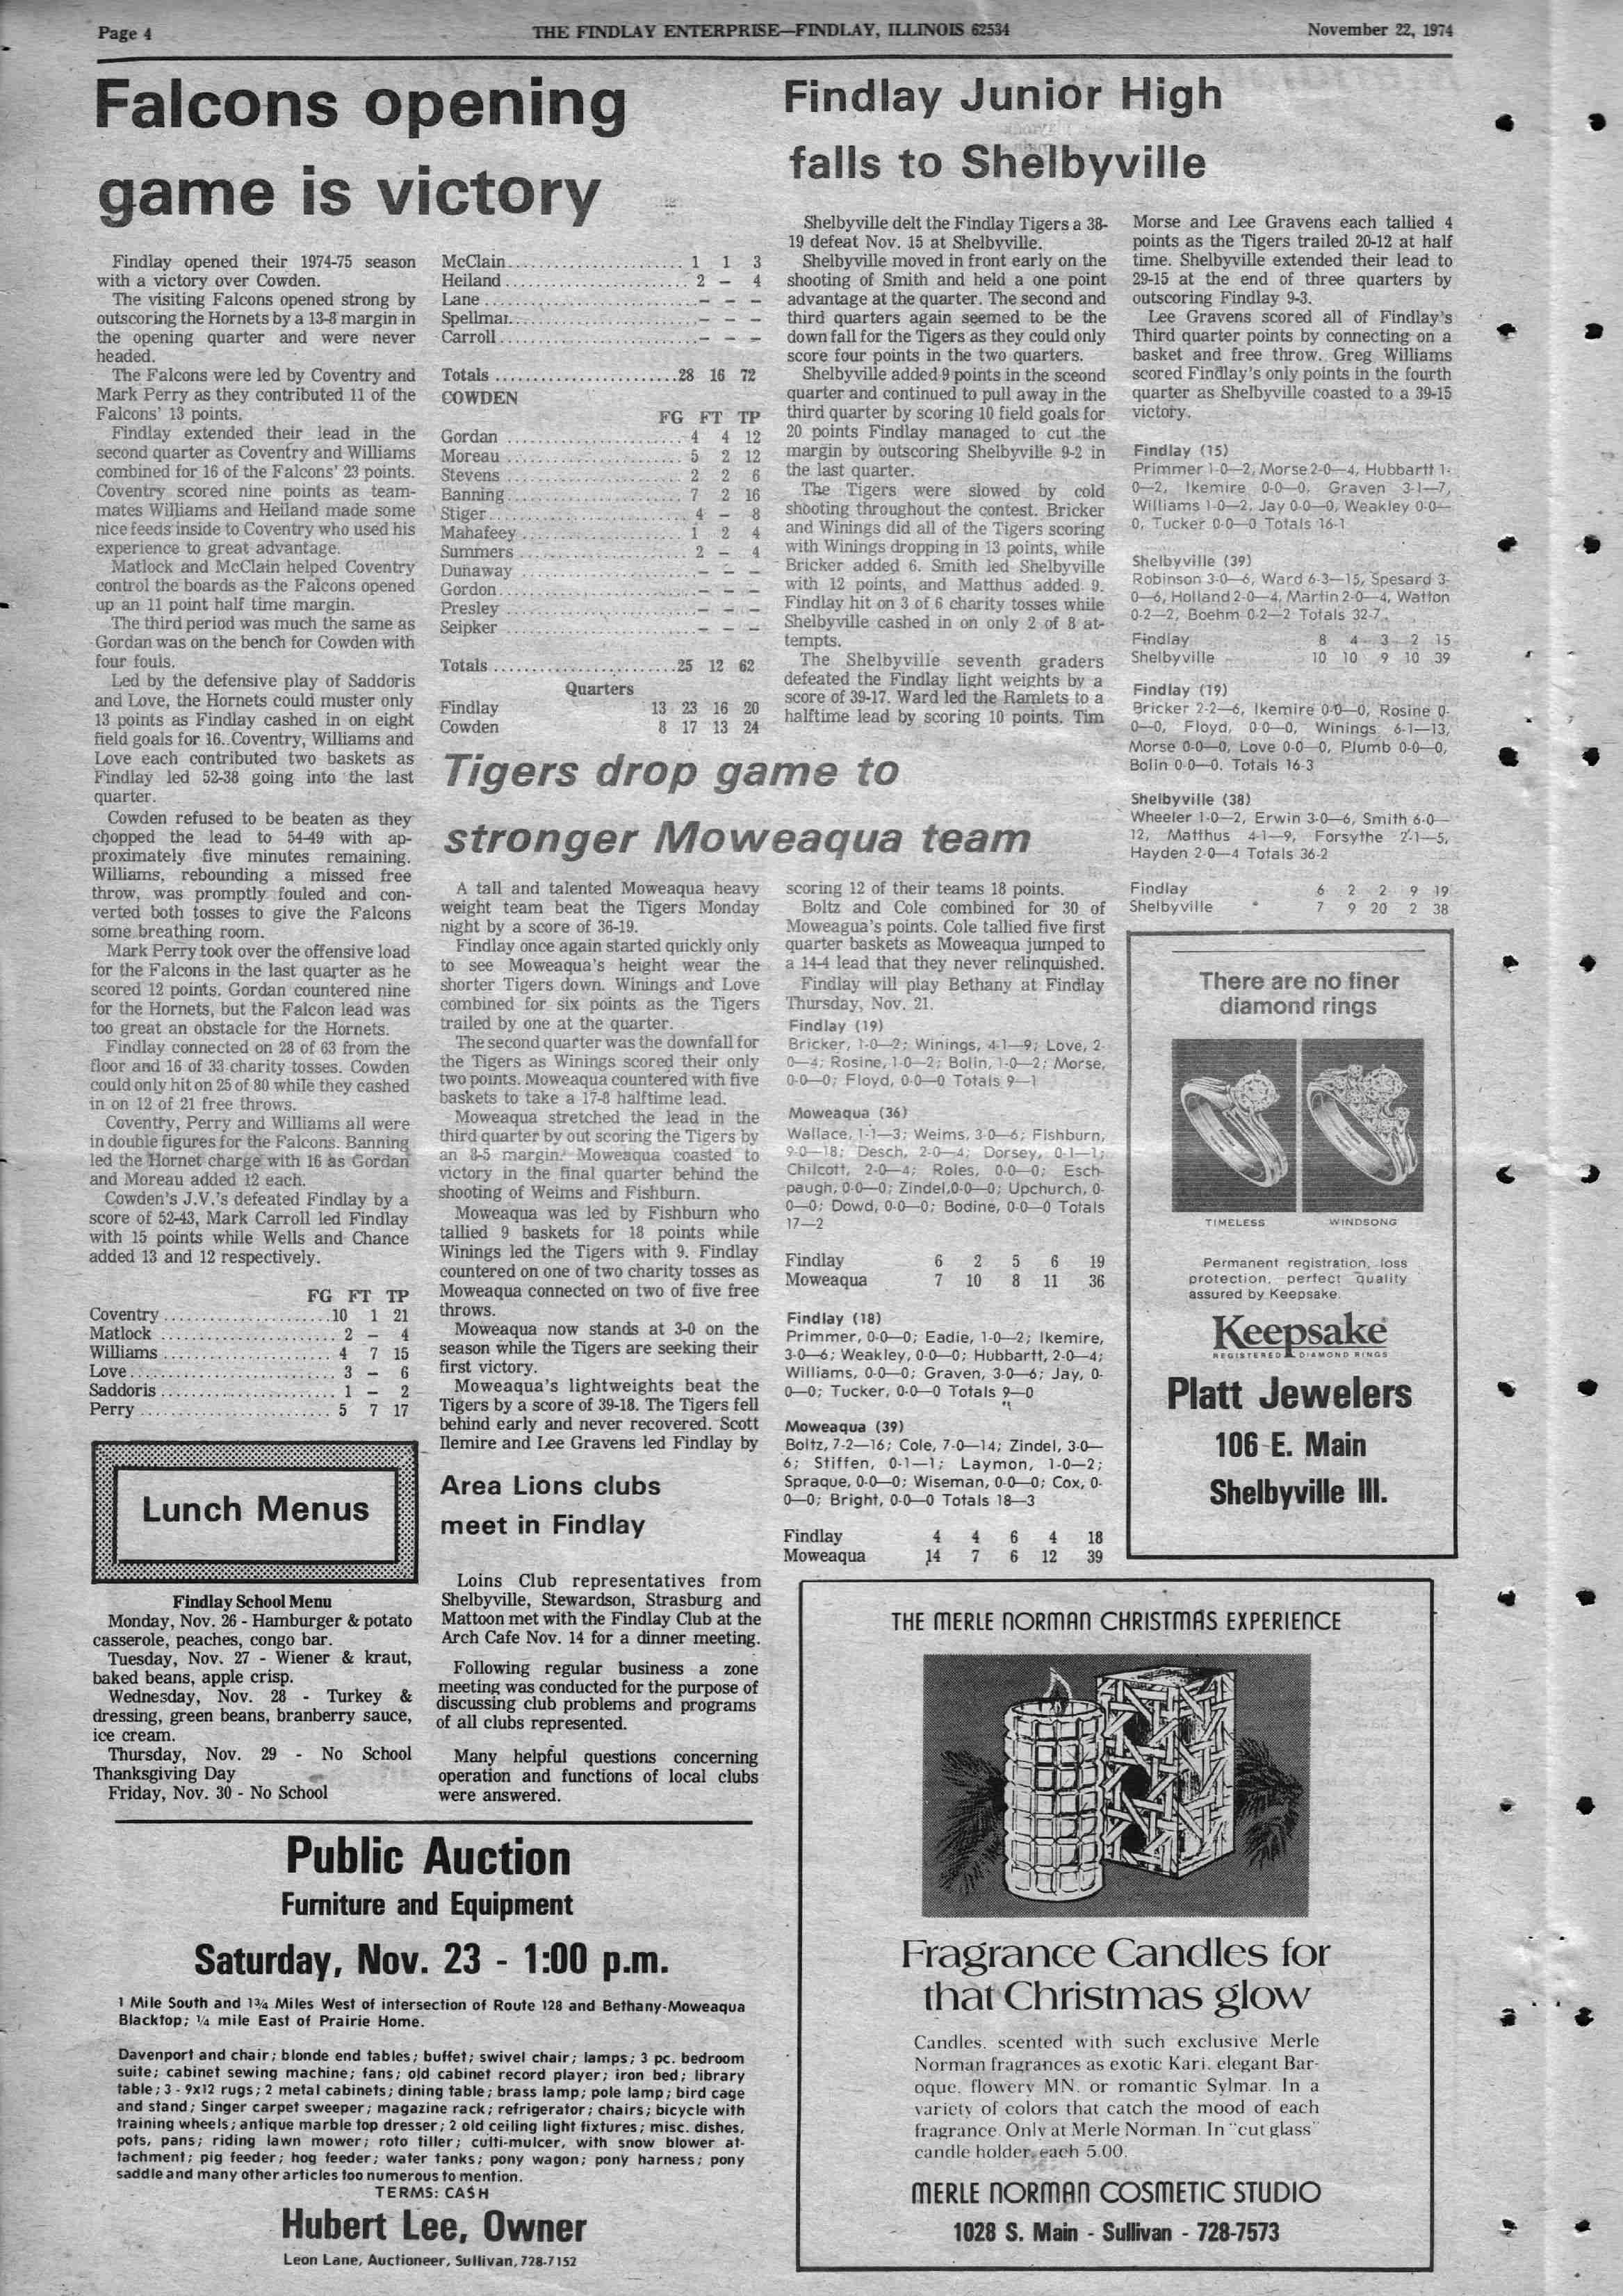 Page 4
THE FINDLAY ENTERPRISE—FINDLAY, ILLINOIS 62534
November 22, 1974
Falcons opening
game is victory
Findlay opened their 1974-75 season
with a victory over Cowden.
The visiting Falcons opened strong by
outscoring the Hornets by a 13-8 margin in
the opening quarter and were never
headed.
The Falcons were led by Coventry and
Mark Perry as they contributed 11 of the
Falcons' 13 points.
Findlay extended their lead in the
second quarter as Coventry and Williams
combined for 16 of the Falcons' 23 points.
Coventry scored nine points as team-
mates Williams and Heiland made some
nice feeds inside to Coventry who used his
experience to great advantage.
Matlock and McClain helped Coventry
control the boards as the Falcons opened
up an 11 point half time margin.
The third period was much the same as
Gordan was on the bench for Cowden with
four fouls.
Led by the defensive play of Saddoris
and Love, the Hornets could muster only
13 points as Findlay cashed in on eight
field goals for 16. Coventry, Williams and
Love each contributed two baskets as
Findlay led 52-38 going into the last
quarter.
Cowden refused to be beaten as they
chopped the lead to 54-49 with ap-
proximately five minutes remaining.
Williams, rebounding a missed free
throw, was promptly fouled and con-
verted both tosses to give the Falcons
some breathing room.
Mark Perry took over the offensive load
for the Falcons in the last quarter as he
scored 12 points. Gordan countered nine
for the Hornets, but the Falcon lead was
too great an obstacle for the Hornets.
Findlay connected on 28 of 63 from the
floor and 16 of 33 charity tosses. Cowden
could only hit on 25 of 80 while they cashed
in on 12 of 21 free throws.
Coventry, Perry and Williams all were
in double figures for the Falcons. Banning
led the Hornet charge with 16 as Gordan
and Moreau added 12 each.
Cowden's J.V.'s defeated Findlay by a
score of 52-43, Mark Carroll led Findlay
with 15 points while Wells and Chance
added 13 and 12 respectively.
FG FT TP
Coventry 10 1 21
Matlock 2 – 4
Williams 4 7 15
Love 3 – 6
Saddoris 1 – 2
Perry 5 7 17
McClain 1 1 3
Heiland 2 – 4
Lane – – –
Spellmar – – –
Carroll – – –
Totals 28 16 72
COWDEN
FG FT TP
Gordan 4 4 12
Moreau 5 2 12
Stevens 2 2 6
Banning 7 2 16
Stiger 4 – 8
Mahafeey 1 2 4
Summers 2 – 4
Dunaway – – –
Gordon – – –
Presley – – –
Seipker – – –
Totals 25 12 62
Quarters
Findlay 13 23 16 20
Cowden 8 17 13 24
Findlay Junior High
falls to Shelbyville
Shelbyville delt the Findlay Tigers a 38-
19 defeat Nov. 15 at Shelbyville.
Shelbyville moved in front early on the
shooting of Smith and held a one point
advantage at the quarter. The second and
third quarters again seemed to be the
down fall for the Tigers as they could only
score four points in the two quarters.
Shelbyville added 9 points in the sceond
quarter and continued to pull away in the
third quarter by scoring 10 field goals for
20 points Findlay managed to cut the
margin by outscoring Shelbyville 9-2 in
the last quarter.
The Tigers were slowed by cold
shooting throughout the contest. Bricker
and Winings did all of the Tigers scoring
with Winings dropping in 13 points, while
Bricker added 6. Smith led Shelbyville
with 12 points, and Matthus added 9.
Findlay hit on 3 of 6 charity tosses while
Shelbyville cashed in on only 2 of 8 at-
tempts.
The Shelbyville seventh graders
defeated the Findlay light weights by a
score of 39-17. Ward led the Ramlets to a
halftime lead by scoring 10 points. Tim
Morse and Lee Gravens each tallied 4
points as the Tigers trailed 20-12 at half
time. Shelbyville extended their lead to
29-15 at the end of three quarters by
outscoring Findlay 9-3.
Lee Gravens scored all of Findlay's
Third quarter points by connecting on a
basket and free throw. Greg Williams
scored Findlay's only points in the fourth
quarter as Shelbyville coasted to a 39-15
victory.
Findlay (15)
Primmer 1-0—2, Morse 2-0—4, Hubbartt 1-
0—2, Ikemire 0-0—0, Graven 3-1—7,
Williams 1-0—2, Jay 0-0—0, Weakley 0-0—
0, Tucker 0-0—0 Totals 16-1
Shelbyville (39)
Robinson 3-0—6, Ward 6-3—15, Spesard 3-
0—6, Holland 2-0—4, Martin 2-0—4, Watton
0-2—2, Boehm 0-2—2 Totals 32-7
Findlay 8 4 3 2 15
Shelbyville 10 10 9 10 39
Findlay (19)
Bricker 2-2—6, Ikemire 0-0—0, Rosine 0-
0—0, Floyd, 0-0—0, Winings 6-1—13,
Morse 0-0—0, Love 0-0—0, Plumb 0-0—0,
Bolin 0-0—0. Totals 16-3
Shelbyville (38)
Wheeler 1-0—2, Erwin 3-0—6, Smith 6-0—
12, Matthus 4-1—9, Forsythe 2-1—5,
Hayden 2-0—4 Totals 36-2
Findlay 6 2 2 9 19
Shelbyville 7 9 20 2 38
Tigers drop game to
stronger Moweaqua team
A tall and talented Moweaqua heavy
weight team beat the Tigers Monday
night by a score of 36-19.
Findlay once again started quickly only
to see Moweaqua's height wear the
shorter Tigers down. Winings and Love
combined for six points as the Tigers
trailed by one at the quarter.
The second quarter was the downfall for
the Tigers as Winings scored their only
two points. Moweaqua countered with five
baskets to take a 17-8 halftime lead.
Moweaqua stretched the lead in the
third quarter by out scoring the Tigers by
an 8-5 margin. Moweaqua coasted to
victory in the final quarter behind the
shooting of Weims and Fishburn.
Moweaqua was led by Fishburn who
tallied 9 baskets for 18 points while
Winings led the Tigers with 9. Findlay
countered on one of two charity tosses as
Moweaqua connected on two of five free
throws.
Moweaqua now stands at 3-0 on the
season while the Tigers are seeking their
first victory.
Moweaqua's lightweights beat the
Tigers by a score of 39-18. The Tigers fell
behind early and never recovered. Scott
Ilemire and Lee Gravens led Findlay by
scoring 12 of their teams 18 points.
Boltz and Cole combined for 30 of
Moweagua's points. Cole tallied five first
quarter baskets as Moweaqua jumped to
a 14-4 lead that they never relinquished.
Findlay will play Bethany at Findlay
Thursday, Nov. 21.
Findlay (19)
Bricker, 1-0—2; Winings, 4-1—9; Love, 2-
0—4; Rosine, 1-0—2; Bolin, 1-0—2; Morse,
0-0—0; Floyd, 0-0—0 Totals 9—1
Moweaqua (36)
Wallace, 1-1—3; Weims, 3-0—6; Fishburn,
9-0—18; Desch, 2-0—4; Dorsey, 0-1—1;
Chilcott, 2-0—4; Roles, 0-0—0; Esch-
paugh, 0-0—0; Zindel, 0-0—0; Upchurch, 0-
0—0; Dowd, 0-0—0; Bodine, 0-0—0 Totals
17—2
Findlay 6 2 5 6 19
Moweaqua 7 10 8 11 36
Findlay (18)
Primmer, 0-0—0; Eadie, 1-0—2; Ikemire,
3-0—6; Weakley, 0-0—0; Hubbartt, 2-0—4;
Williams, 0-0—0; Graven, 3-0—6; Jay, 0-
0—0; Tucker, 0-0—0 Totals 9—0
Moweaqua (39)
Boltz, 7-2—16; Cole, 7-0—14; Zindel, 3-0—
6; Stiffen, 0-1—1; Laymon, 1-0—2;
Spraque, 0-0—0; Wiseman, 0-0—0; Cox, 0-
0—0; Bright, 0-0—0 Totals 18—3
Findlay 4 4 6 4 18
Moweaqua 14 7 6 12 39
There are no finer
diamond rings
TIMELESS
WINDSONG
Permanent registration, loss
protection, perfect quality
assured by Keepsake.
Keepsake
REGISTERED DIAMOND RINGS
Platt Jewelers
106 E. Main
Shelbyville Ill.
Lunch Menus
Findlay School Menu
Monday, Nov. 26 - Hamburger & potato
casserole, peaches, congo bar.
Tuesday, Nov. 27 - Wiener & kraut,
baked beans, apple crisp.
Wednesday, Nov. 28 - Turkey &
dressing, green beans, branberry sauce,
ice cream.
Thursday, Nov. 29 - No School
Thanksgiving Day
Friday, Nov. 30 - No School
Area Lions clubs
meet in Findlay
Loins Club representatives from
Shelbyville, Stewardson, Strasburg and
Mattoon met with the Findlay Club at the
Arch Cafe Nov. 14 for a dinner meeting.
Following regular business a zone
meeting was conducted for the purpose of
discussing club problems and programs
of all clubs represented.
Many helpful questions concerning
operation and functions of local clubs
were answered.
Public Auction
Furniture and Equipment
Saturday, Nov. 23 - 1:00 p.m.
1 Mile South and 1¾ Miles West of intersection of Route 128 and Bethany-Moweaqua
Blacktop; ¼ mile East of Prairie Home.
Davenport and chair; blonde end tables; buffet; swivel chair; lamps; 3 pc. bedroom
suite; cabinet sewing machine; fans; old cabinet record player; iron bed; library
table; 3 - 9x12 rugs; 2 metal cabinets; dining table; brass lamp; pole lamp; bird cage
and stand; Singer carpet sweeper; magazine rack; refrigerator; chairs; bicycle with
training wheels; antique marble top dresser; 2 old ceiling light fixtures; misc. dishes,
pots, pans; riding lawn mower; roto tiller; culti-mulcer, with snow blower at-
tachment; pig feeder; hog feeder; water tanks; pony wagon; pony harness; pony
saddle and many other articles too numerous to mention.
TERMS: CASH
Hubert Lee, Owner
Leon Lane, Auctioneer, Sullivan, 728-7152
THE MERLE NORMAN CHRISTMAS EXPERIENCE
Fragrance Candles for
that Christmas glow
Candles, scented with such exclusive Merle
Norman fragrances as exotic Kari, elegant Bar-
oque, flowery MN, or romantic Sylmar. In a
variety of colors that catch the mood of each
fragrance. Only at Merle Norman. In "cut glass"
candle holder, each 5.00.
MERLE NORMAN COSMETIC STUDIO
1028 S. Main - Sullivan - 728-7573